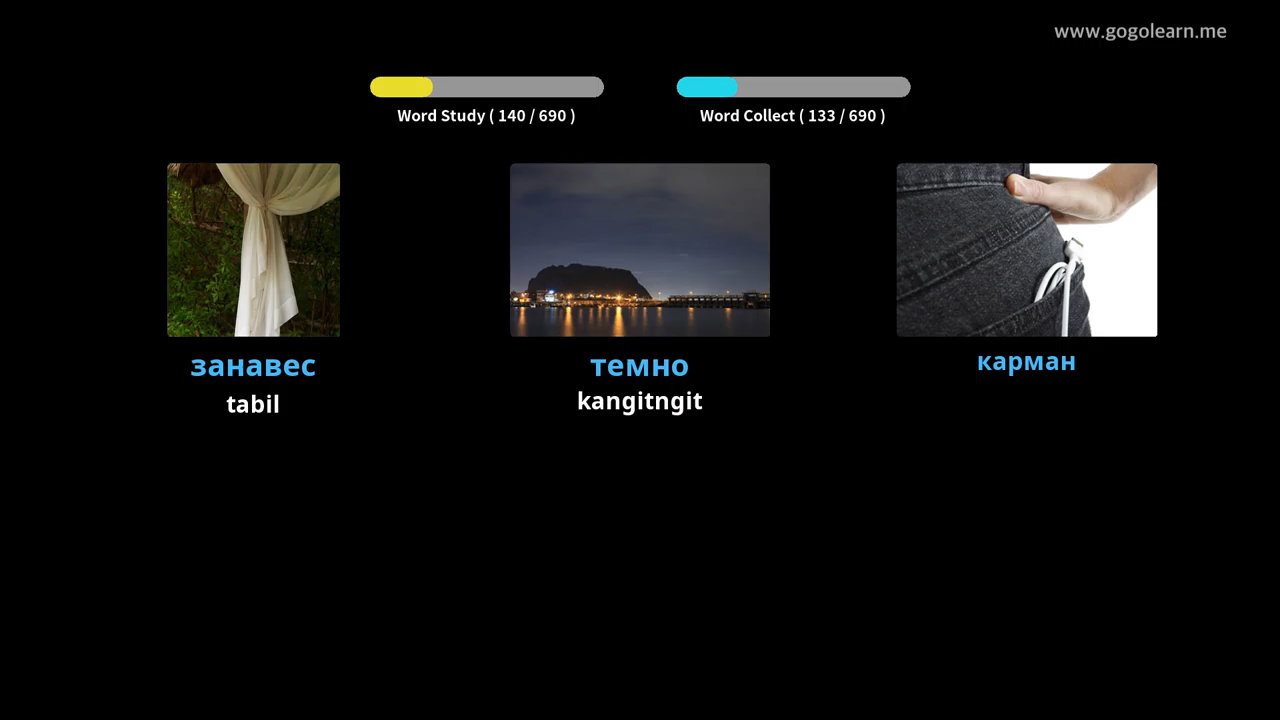 www.gogolearn.me
Word Study ( 140 / 690 )
Word Collect ( 133 / 690 )
занавес
темно
карман
tabil
kangitngit